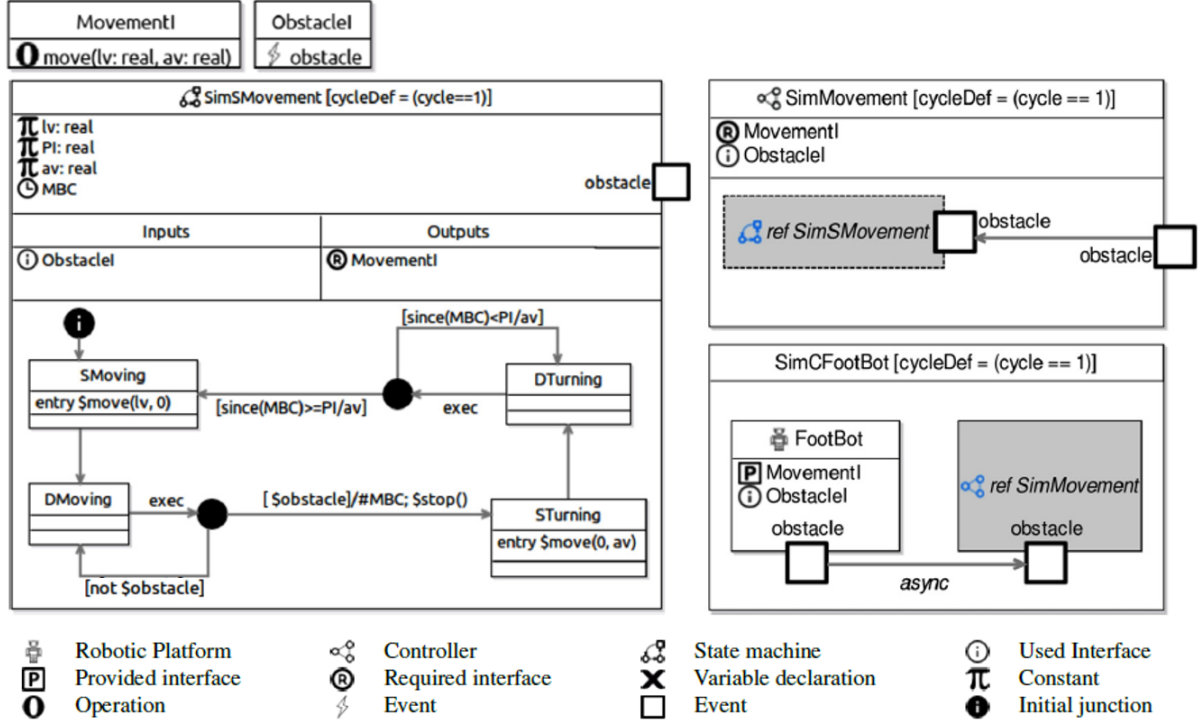 MovementI
move(lv: real, av: real)
ObstacleI
obstacle
SimSMovement [cycleDef = (cycle==1)]
lv: real
PI: real
av: real
MBC
obstacle
Inputs
Outputs
ObstacleI
MovementI
i
[since(MBC)<PI/av]
SMoving
entry $move(lv, 0)
[since(MBC)>=PI/av]
exec
DTurning
DMoving
exec
[ $obstacle]/#MBC; $stop()
STurning
entry $move(0, av)
[not $obstacle]
SimMovement [cycleDef = (cycle == 1)]
R MovementI
i ObstacleI
ref SimSMovement
obstacle
obstacle
SimCFootBot [cycleDef = (cycle == 1)]
FootBot
P MovementI
i ObstacleI
obstacle
ref SimMovement
obstacle
async
Robotic Platform
Controller
State machine
i Used Interface
P Provided interface
R Required interface
X Variable declaration
π Constant
O Operation
Event
Event
i Initial junction